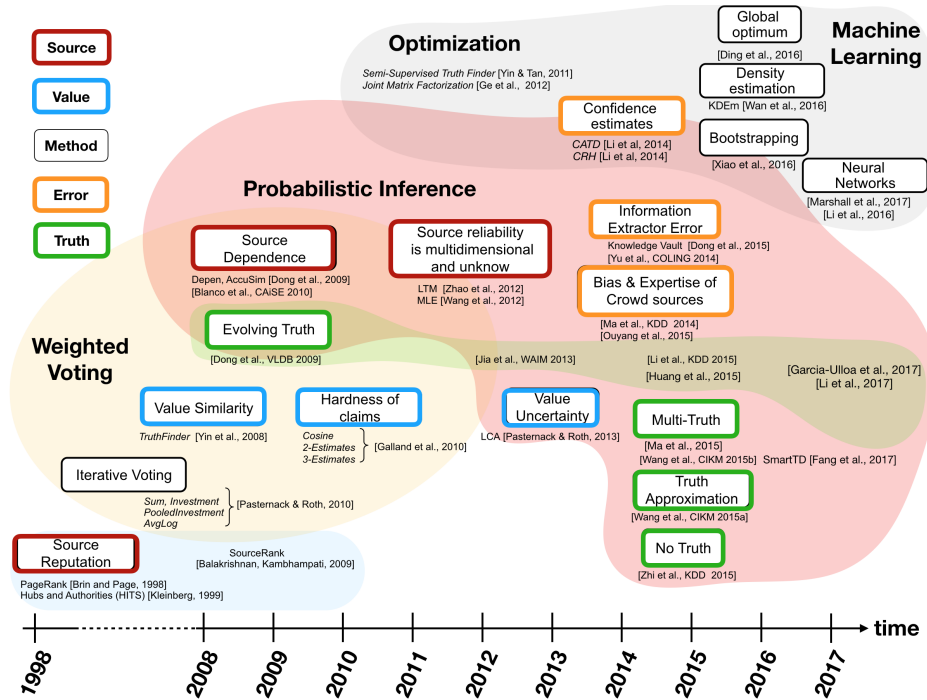 Source
Value
Method
Error
Truth
Optimization
Machine
Learning
Semi-Supervised Truth Finder [Yin & Tan, 2011]
Joint Matrix Factorization [Ge et al., 2012]
Global
optimum
[Ding et al., 2016]
Density
estimation
KDEm [Wan et al., 2016]
Confidence
estimates
CATD [Li et al, 2014]
CRH [Li et al, 2014]
Bootstrapping
[Xiao et al., 2016]
Neural
Networks
[Marshall et al., 2017]
[Li et al., 2016]
Probabilistic Inference
Source
Dependence
Depen, AccuSim [Dong et al., 2009]
[Blanco et al., CAiSE 2010]
Source reliability
is multidimensional
and unknow
LTM [Zhao et al., 2012]
MLE [Wang et al., 2012]
Information
Extractor Error
Knowledge Vault [Dong et al., 2015]
[Yu et al., COLING 2014]
Bias & Expertise of
Crowd sources
[Ma et al., KDD 2014]
[Ouyang et al., 2015]
Evolving Truth
[Dong et al., VLDB 2009]
[Jia et al., WAIM 2013]
[Li et al., KDD 2015]
[Huang et al., 2015]
[Garcia-Ulloa et al., 2017]
[Li et al., 2017]
Weighted
Voting
Value Similarity
TruthFinder [Yin et al., 2008]
Hardness of
claims
Cosine
2-Estimates
3-Estimates
[Galland et al., 2010]
Value
Uncertainty
LCA [Pasternack & Roth, 2013]
Multi-Truth
[Ma et al., 2015]
[Wang et al., CIKM 2015b]
SmartTD [Fang et al., 2017]
Iterative Voting
Sum, Investment
PooledInvestment
AvgLog
[Pasternack & Roth, 2010]
Truth
Approximation
[Wang et al., CIKM 2015a]
Source
Reputation
PageRank [Brin and Page, 1998]
Hubs and Authorities (HITS) [Kleinberg, 1999]
SourceRank
[Balakrishnan, Kambhampati, 2009]
No Truth
[Zhi et al., KDD 2015]
time
1998
2008
2009
2010
2011
2012
2013
2014
2015
2016
2017